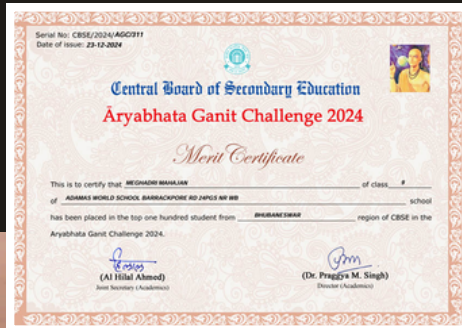 Serial No: CBSE/2024/AGC/311
Date of issue: 23-12-2024
Central Board of Secondary Education
Āryabhata Ganit Challenge 2024
Merit Certificate
This is to certify that MEGHADRI MAHAJAN of class 8
of ADAMAS WORLD SCHOOL BARRACKPORE RD 24PGS NR WB school
has been placed in the top one hundred student from BHUBANESWAR region of CBSE in the
Aryabhata Ganit Challenge 2024.
(Al Hilal Ahmed)
Joint Secretary (Academics)
(Dr. Praggya M. Singh)
Director (Academics)